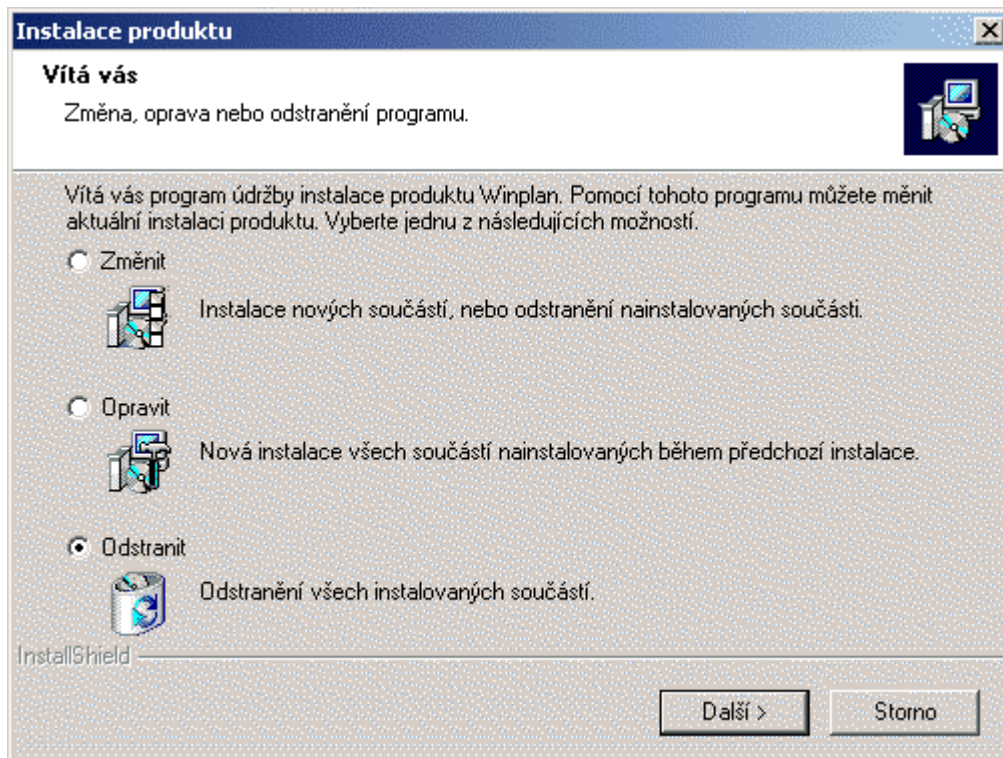 Instalace produktu
Vítá vás
Změna, oprava nebo odstranění programu.
Vítá vás program údržby instalace produktu Winplan. Pomocí tohoto programu můžete měnit
aktuální instalaci produktu. Vyberte jednu z následujících možností.
Změnit
Instalace nových součástí, nebo odstranění nainstalovaných součásti.
Opravit
Nová instalace všech součástí nainstalovaných během předchozí instalace.
Odstranit
Odstranění všech instalovaných součástí.
InstallShield
Další >
Storno